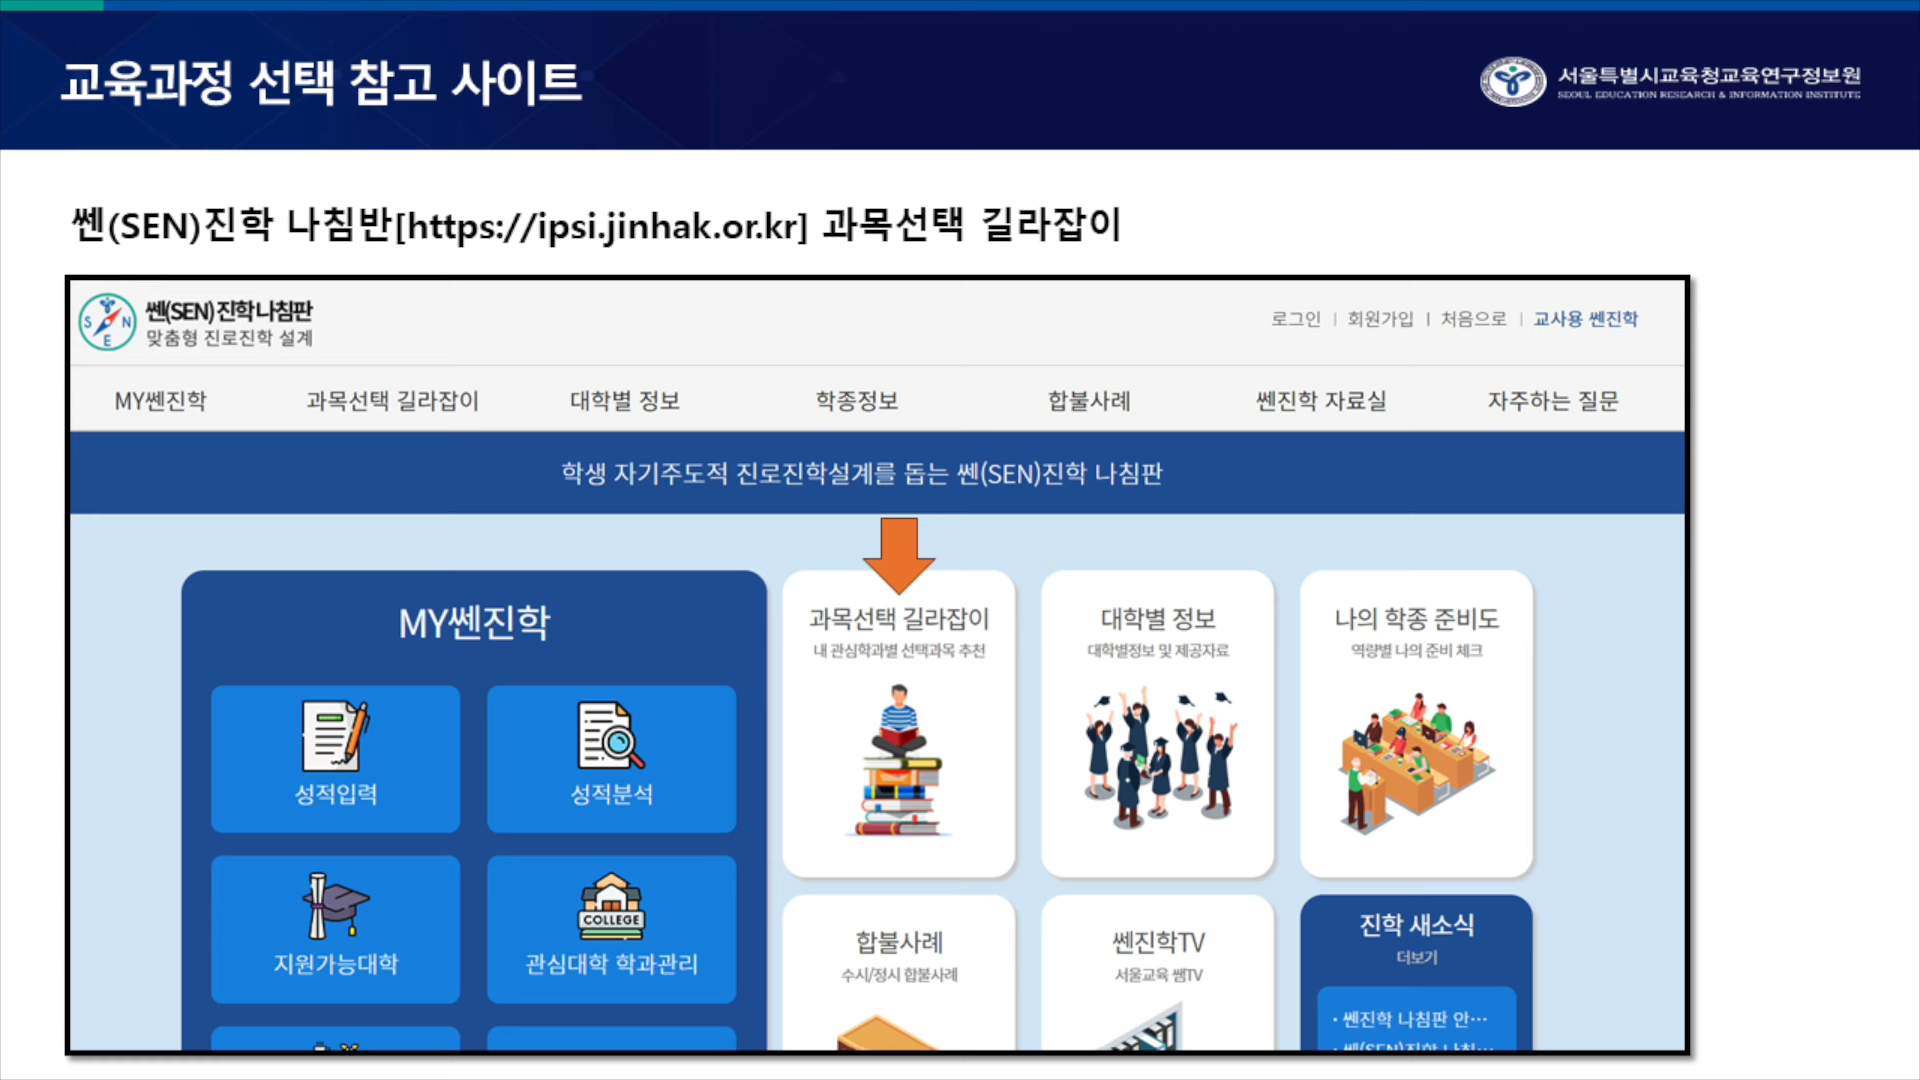 교육과정 선택 참고 사이트
서울특별시교육청교육연구정보원
SEOUL EDUCATION RESEARCH & INFORMATION INSTITUTE
쎈(SEN)진학 나침반[https://ipsi.jinhak.or.kr] 과목선택 길라잡이
S N E
쎈(SEN) 진학 나침판
맞춤형 진로진학 설계
로그인 | 회원가입 | 처음으로 | 교사용 쎈진학
MY쎈진학 과목선택 길라잡이 대학별 정보 학종정보 합불사례 쎈진학 자료실 자주하는 질문
학생 자기주도적 진로진학설계를 돕는 쎈(SEN)진학 나침판
MY쎈진학
성적입력
성적분석
지원가능대학
COLLEGE
관심대학 학과관리
과목선택 길라잡이
내 관심학과별 선택과목 추천
대학별 정보
대학별정보 및 제공자료
나의 학종 준비도
역량별 나의 준비 체크
합불사례
수시/정시 합불사례
쎈진학TV
서울교육 쌤TV
진학 새소식
더보기
· 쎈진학 나침판 안…